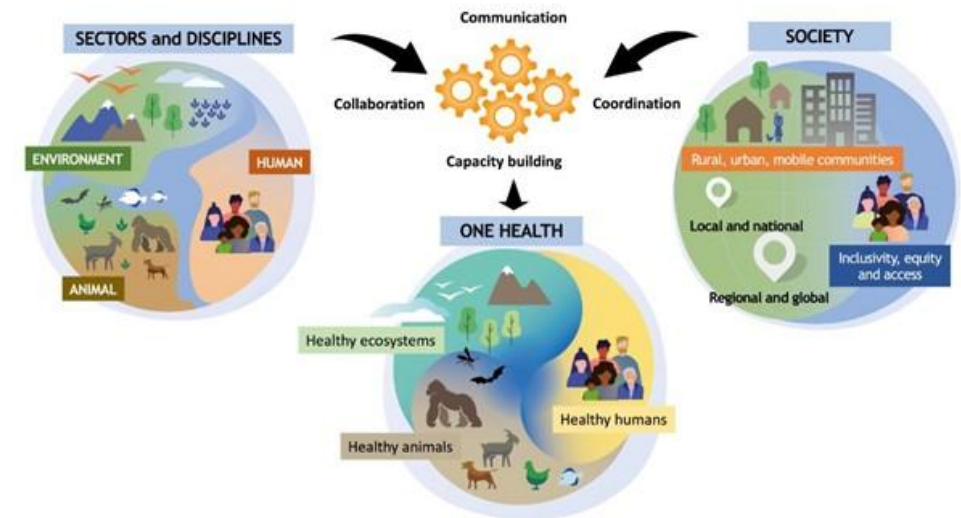 Communication
SECTORS and DISCIPLINES
SOCIETY
Collaboration
Coordination
ENVIRONMENT
HUMAN
Capacity building
Rural, urban, mobile communities
Local and national
Inclusivity, equity
and access
ANIMAL
Regional and global
ONE HEALTH
Healthy ecosystems
Healthy humans
Healthy animals